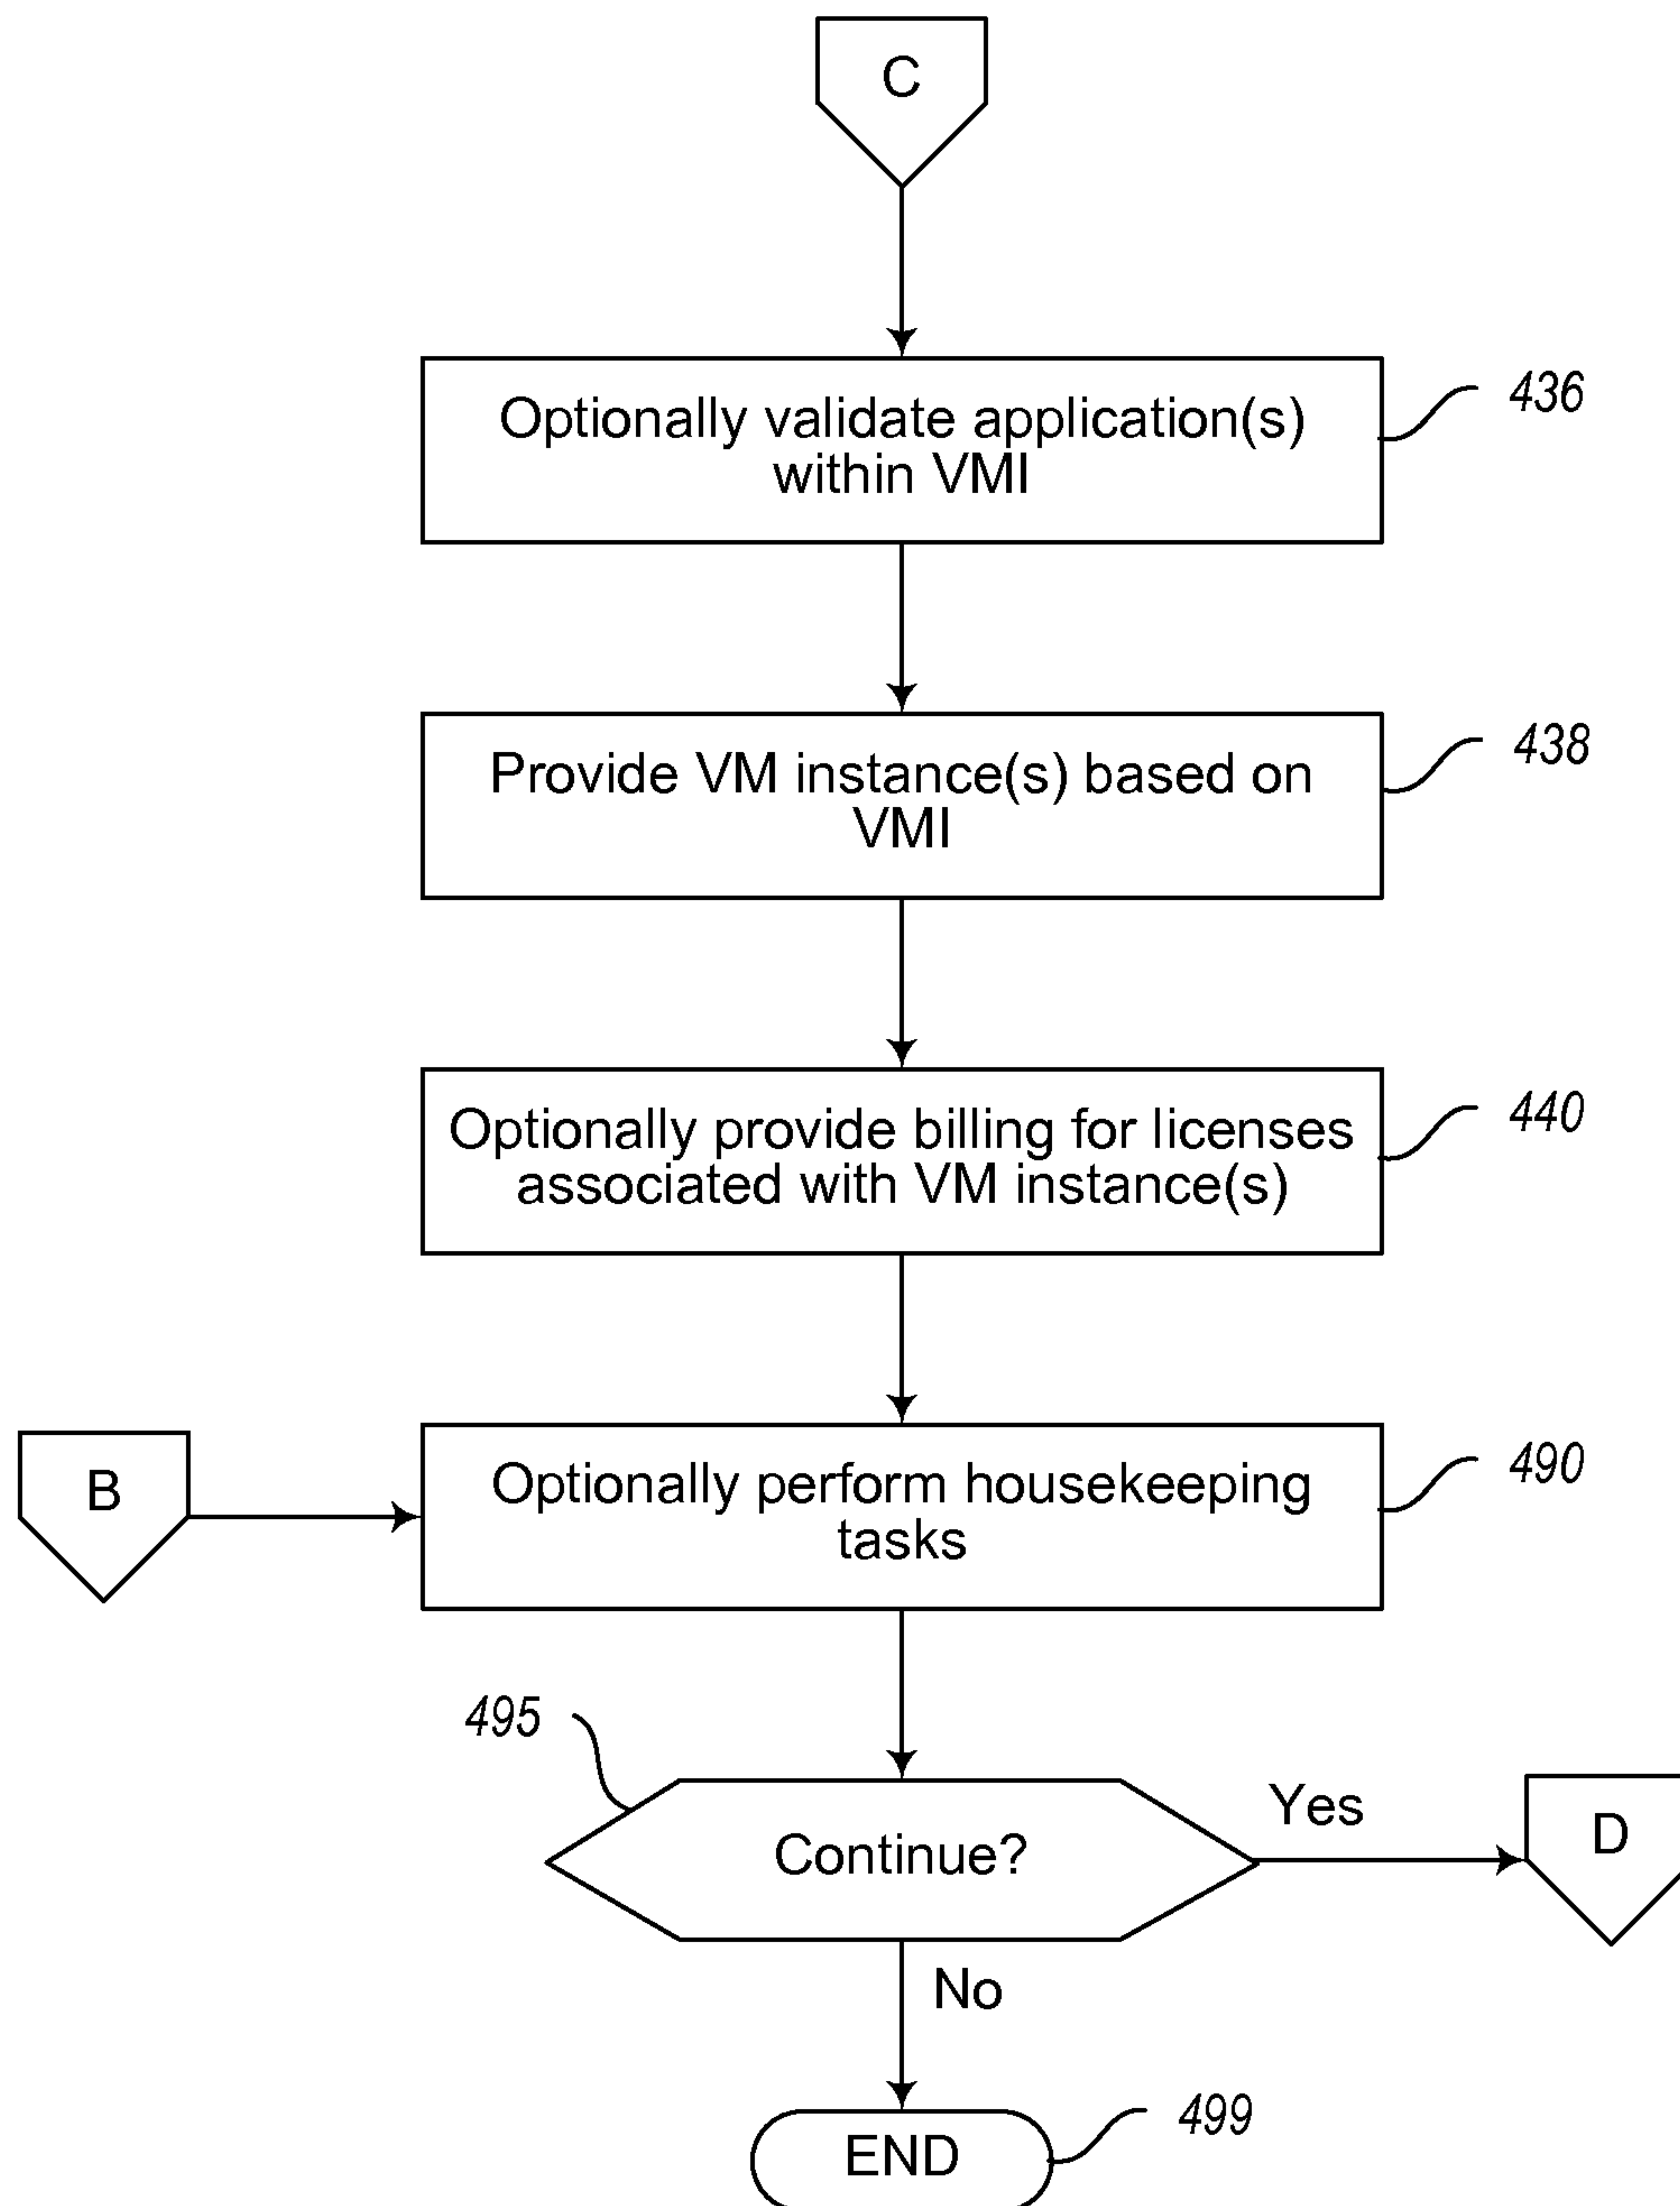 C
Optionally validate application(s)
within VMI
436
Provide VM instance(s) based on
VMI
438
Optionally provide billing for licenses
associated with VM instance(s)
440
B
Optionally perform housekeeping
tasks
490
495
Continue?
Yes
D
No
END
499